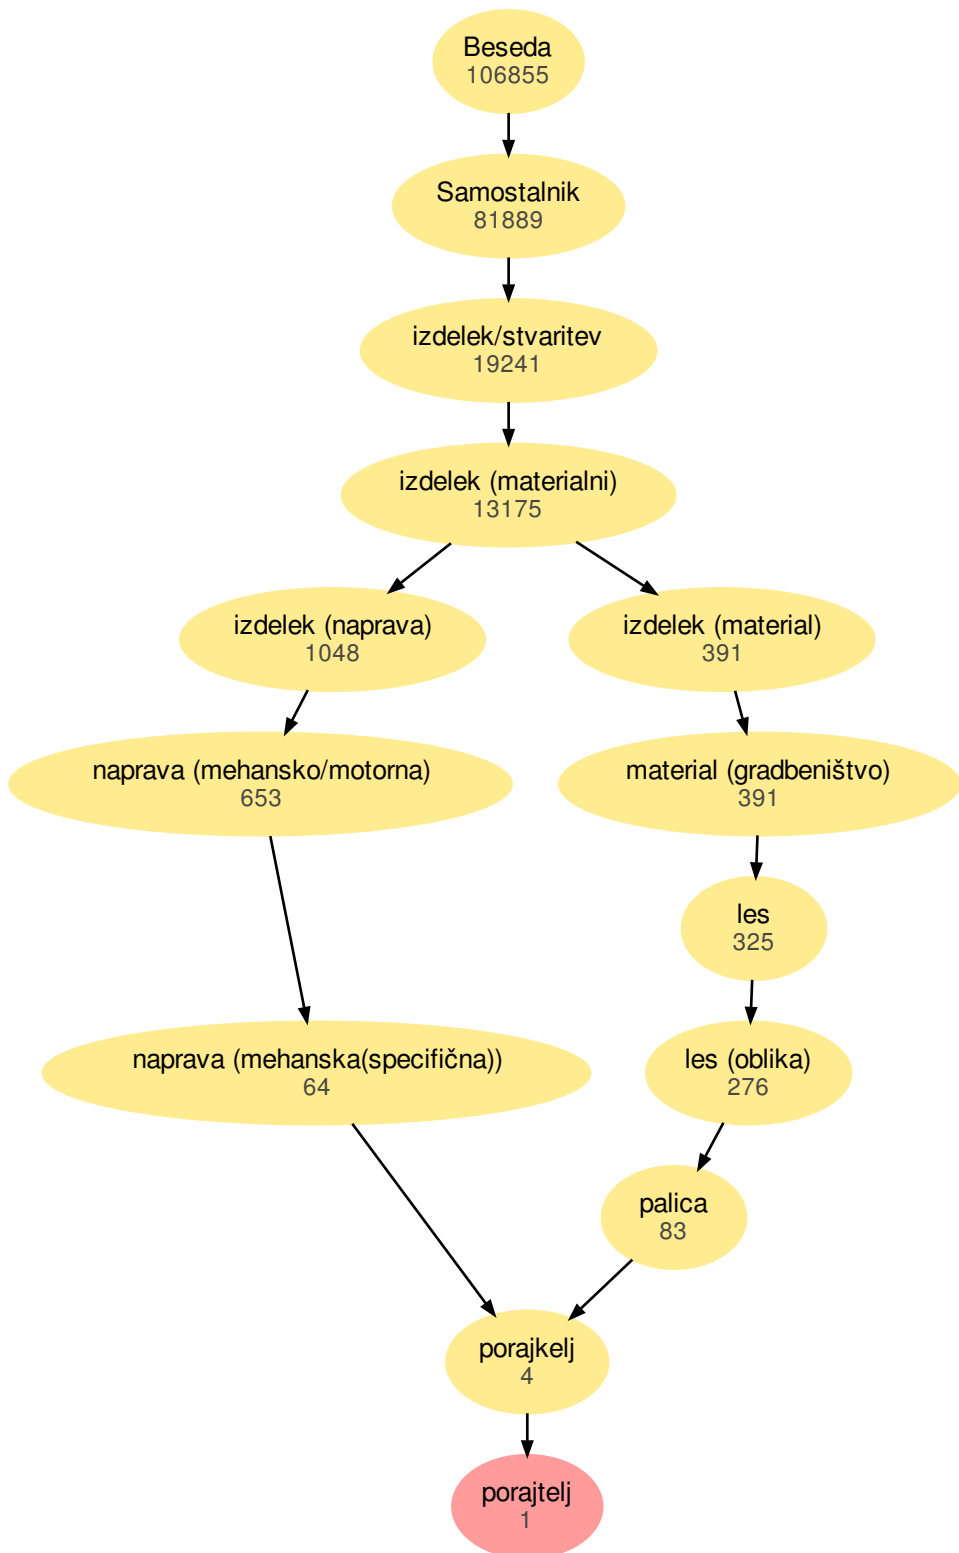 Beseda
106855
Samostalnik
81889
izdelek/stvaritev
19241
izdelek (materialni)
13175
izdelek (naprava)
1048
izdelek (material)
391
naprava (mehansko/motorna)
653
material (gradbeništvo)
391
les
325
naprava (mehanska(specifična))
64
les (oblika)
276
palica
83
porajkelj
4
porajtelj
1